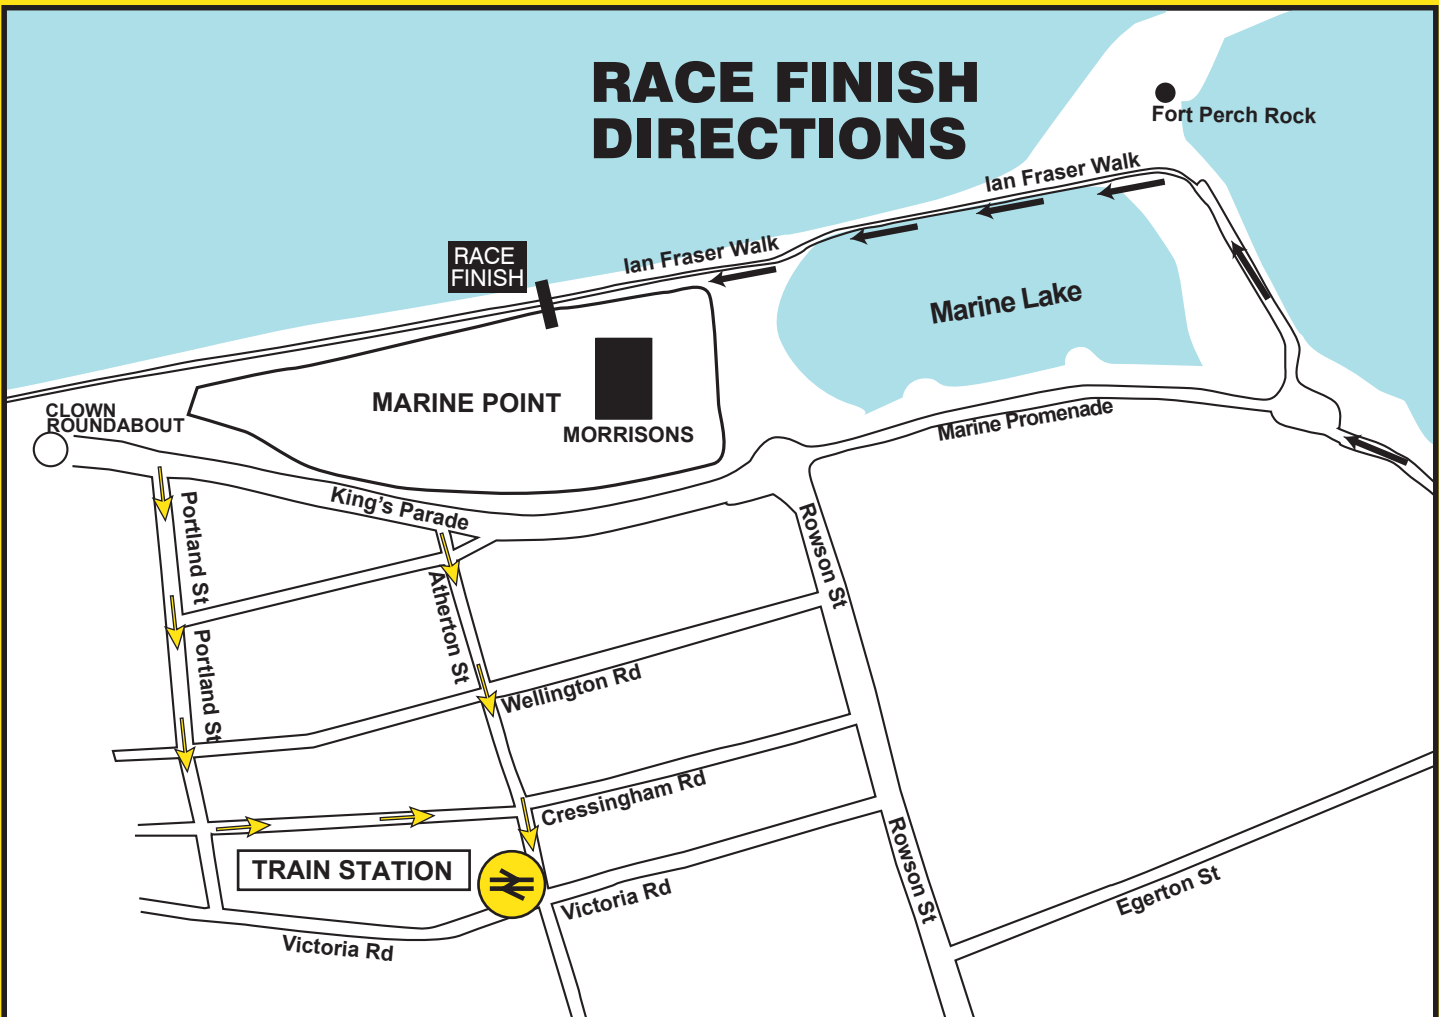 RACE FINISH
DIRECTIONS
Fort Perch Rock
Ian Fraser Walk
Ian Fraser Walk
RACE
FINISH
Marine Lake
MARINE POINT
MORRISONS
CLOWN
ROUNDABOUT
Marine Promenade
King's Parade
Portland St
Rowson St
Atherton St
Portland St
Wellington Rd
Cressingham Rd
TRAIN STATION
Rowson St
Victoria Rd
Egerton St
Victoria Rd